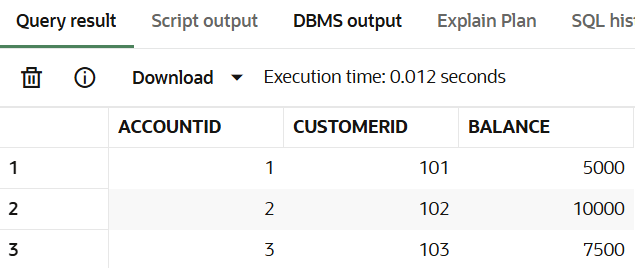 Query result Script output DBMS output Explain Plan SQL his
Download Execution time: 0.012 seconds
ACCOUNTID CUSTOMERID BALANCE
1 1 101 5000
2 2 102 10000
3 3 103 7500